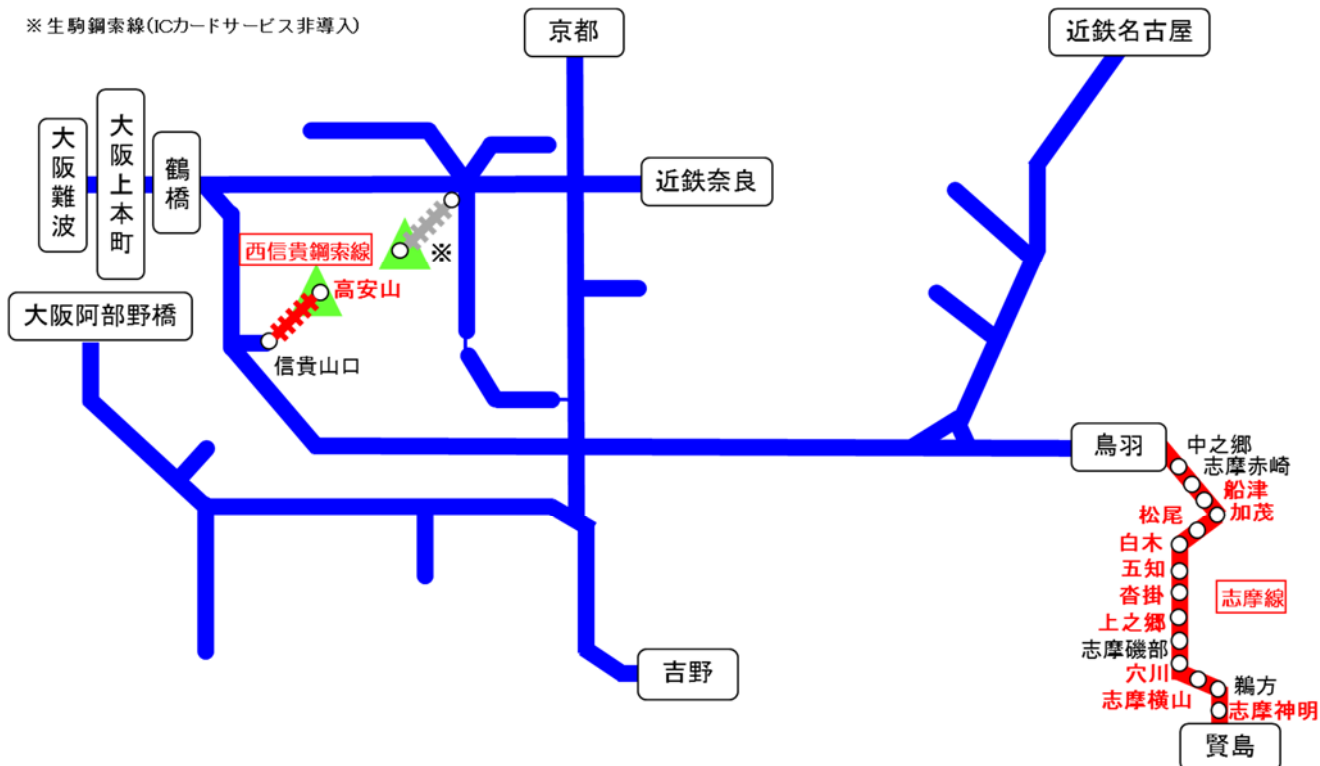 ※生駒鋼索線(ICカードサービス非導入)
京都
近鉄名古屋
大阪難波
大阪上本町
鶴橋
近鉄奈良
西信貴鋼索線
※
高安山
大阪阿部野橋
信貴山口
鳥羽
中之郷
志摩赤崎
船津
加茂
松尾
白木
五知
沓掛
志摩線
上之郷
志摩磯部
穴川
鵜方
志摩横山
志摩神明
吉野
賢島